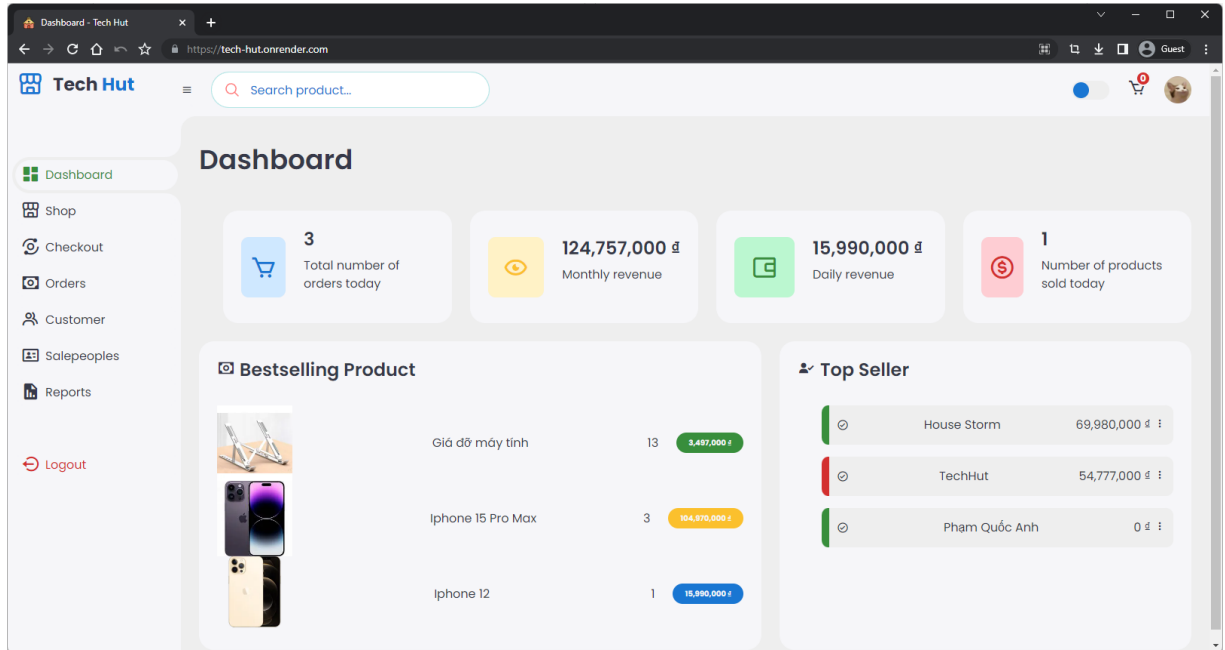 Dashboard - Tech Hut
https://tech-hut.onrender.com
Guest
Tech Hut
Search product...
0
Dashboard
Shop
Checkout
Orders
Customer
Salepeoples
Reports
Logout
Dashboard
3
Total number of
orders today
124,757,000 ₫
Monthly revenue
15,990,000 ₫
Daily revenue
1
Number of products
sold today
Bestselling Product
Giá đỡ máy tính 13 3,497,000 ₫
Iphone 15 Pro Max 3 104,970,000 ₫
Iphone 12 1 15,990,000 ₫
Top Seller
House Storm 69,980,000 ₫
TechHut 54,777,000 ₫
Phạm Quốc Anh 0 ₫